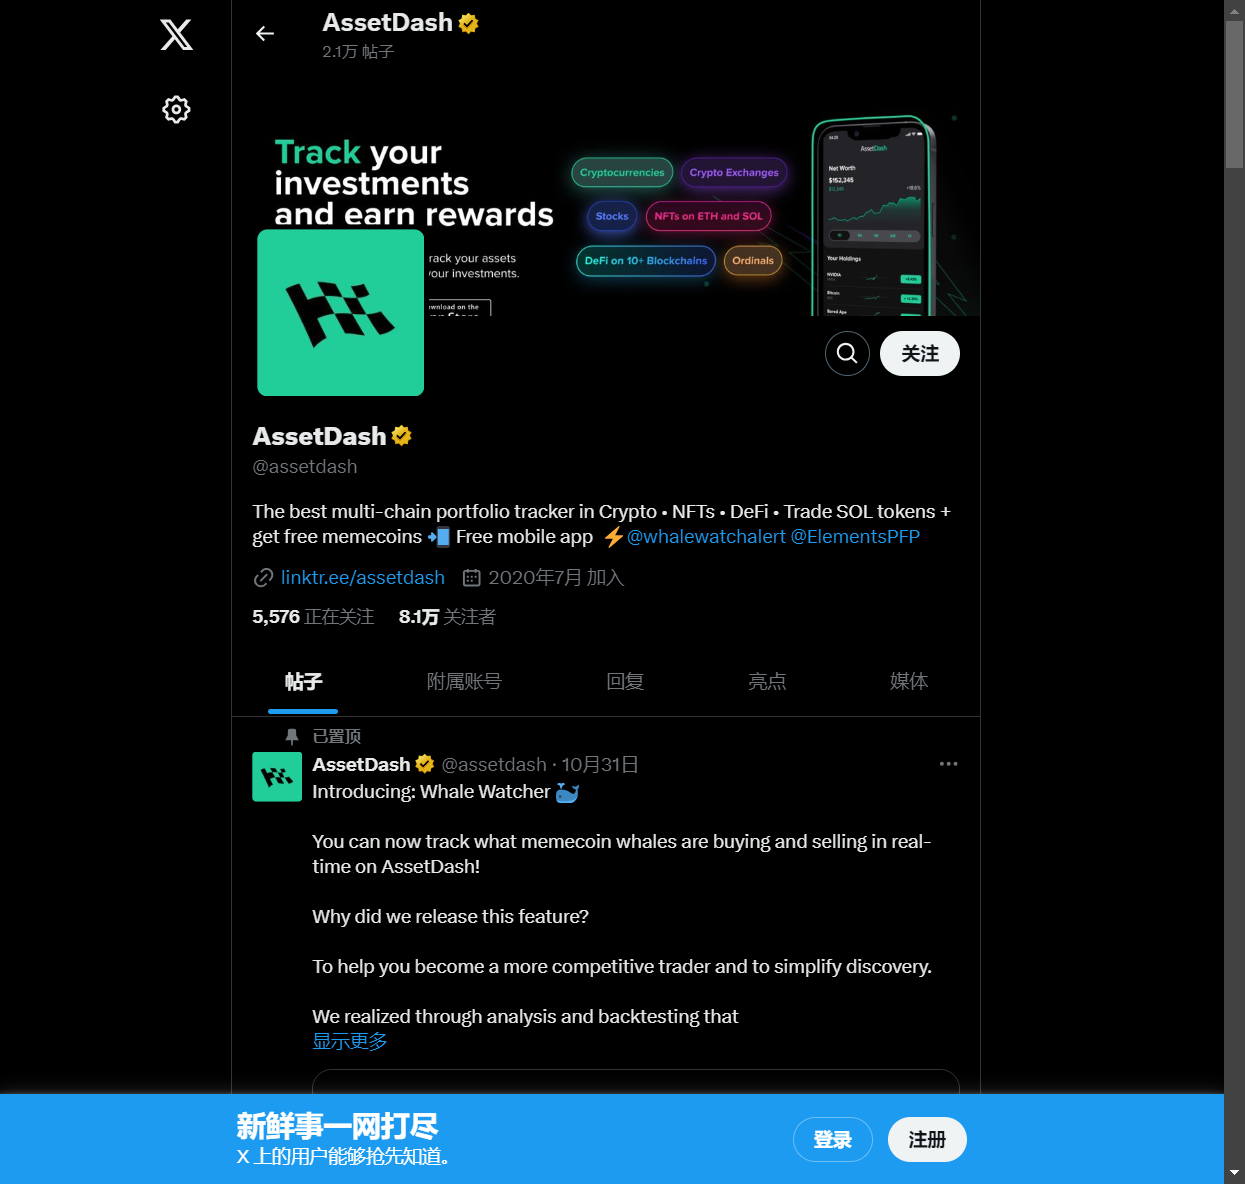 AssetDash
2.1万 帖子
Track your
investments
and earn rewards
rack your assets
your investments.
wnload on the
Cryptocurrencies
Crypto Exchanges
Stocks
NFTs on ETH and SOL
DeFi on 10+ Blockchains
Ordinals
AssetDash
Net Worth
$152,345
Your Holdings
NVIDIA
Bitcoin
Bored Ape
关注
AssetDash
@assetdash
The best multi-chain portfolio tracker in Crypto • NFTs • DeFi • Trade SOL tokens +
get free memecoins 📲 Free mobile app ⚡@whalewatchalert @ElementsPFP
linktr.ee/assetdash 2020年7月 加入
5,576 正在关注 8.1万 关注者
帖子 附属账号 回复 亮点 媒体
已置顶
AssetDash @assetdash · 10月31日
Introducing: Whale Watcher 🐳
You can now track what memecoin whales are buying and selling in real-
time on AssetDash!
Why did we release this feature?
To help you become a more competitive trader and to simplify discovery.
We realized through analysis and backtesting that
显示更多
新鲜事一网打尽
X 上的用户能够抢先知道。
登录 注册